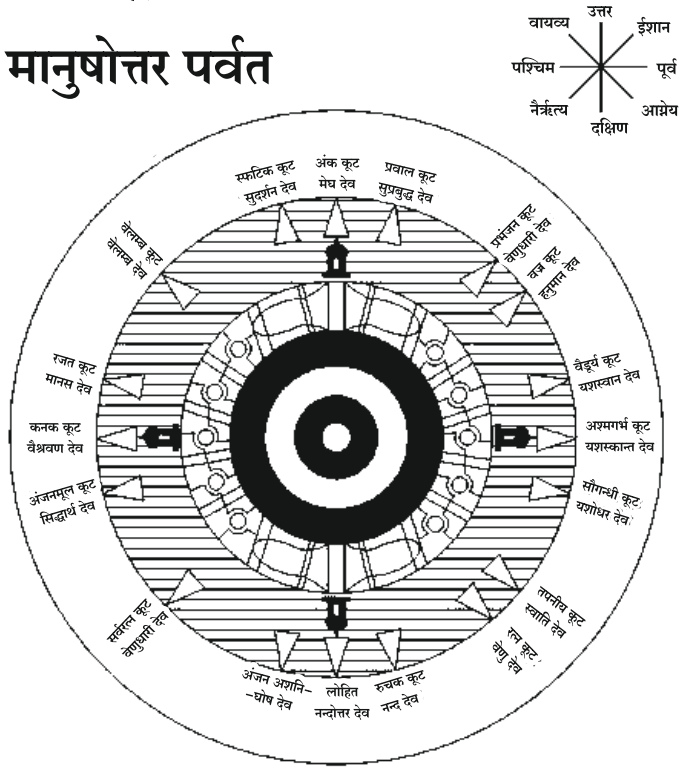 मानुषोत्तर पर्वत
उत्तर
वायव्य
ईशान
पश्चिम
पूर्व
नैर्ऋत्य
आग्नेय
दक्षिण
स्फटिक कूट
सुदर्शन देव
अंक कूट
मेघ देव
प्रवाल कूट
सुप्रबुद्ध देव
प्रभंजन कूट
वेणुधारी देव
वज्र कूट
हनुमान देव
वेलम्ब कूट
वेलम्ब देव
रजत कूट
मानस देव
वैडूर्य कूट
यशस्वान देव
कनक कूट
वैश्रवण देव
अश्मगर्भ कूट
यशस्कान्त देव
अंजनमूल कूट
सिद्धार्थ देव
सौगन्धी कूट
यशोधर देव
सर्वरत्न कूट
वेणुधारी देव
तपनीय कूट
स्वाति देव
रत्न कूट
वेणु देव
अंजन अशनि-
-घोष देव
लोहित
नन्दोत्तर देव
रुचक कूट
नन्द देव